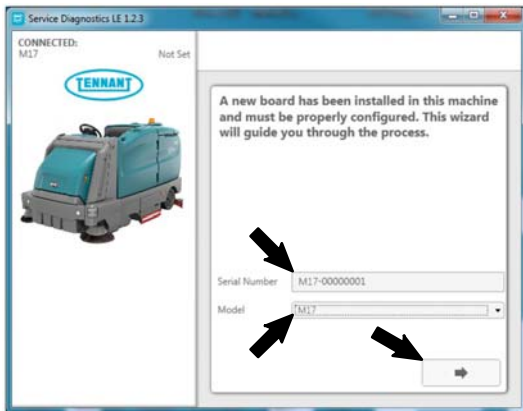 Service Diagnostics LE 1.2.3
CONNECTED:
M17 Not Set
TENNANT
A new board has been installed in this machine
and must be properly configured. This wizard
will guide you through the process.
Serial Number M17-00000001
Model M17